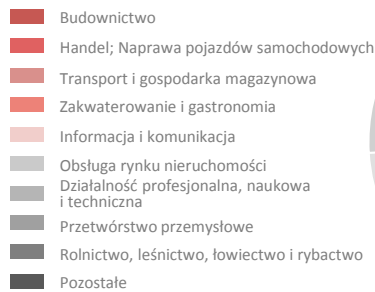 Budownictwo
Handel; Naprawa pojazdów samochodowych
Transport i gospodarka magazynowa
Zakwaterowanie i gastronomia
Informacja i komunikacja
Obsługa rynku nieruchomości
Działalność profesjonalna, naukowa
i techniczna
Przetwórstwo przemysłowe
Rolnictwo, leśnictwo, łowiectwo i rybactwo
Pozostałe